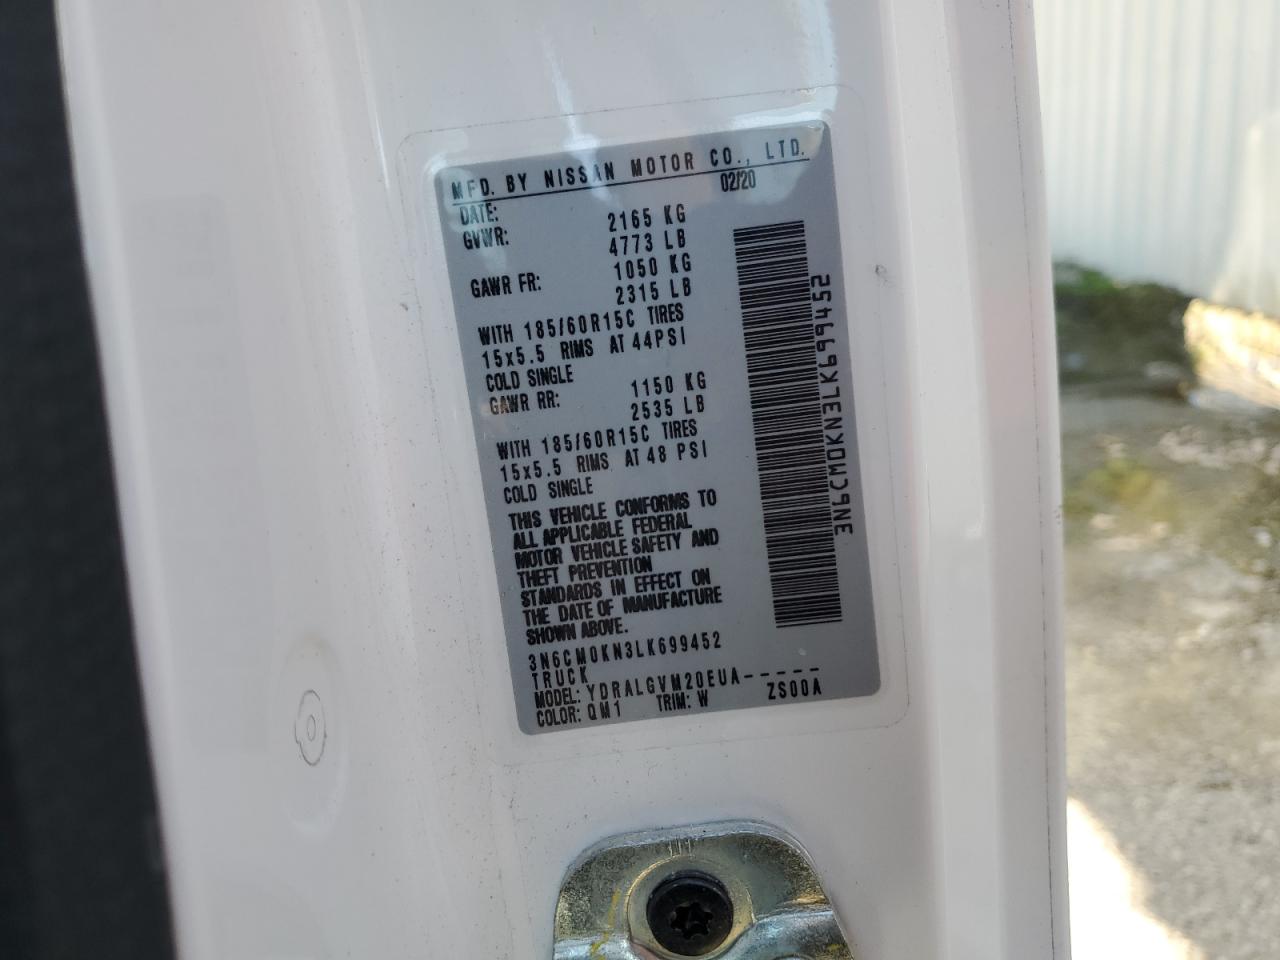 MFD. BY NISSAN MOTOR CO., LTD.
DATE: 02/20
GVWR: 2165 KG
4773 LB
GAWR FR: 1050 KG
2315 LB
WITH 185/60R15C TIRES
15x5.5 RIMS AT 44PSI
COLD SINGLE
GAWR RR: 1150 KG
2535 LB
WITH 185/60R15C TIRES
15x5.5 RIMS AT 48 PSI
COLD SINGLE
THIS VEHICLE CONFORMS TO
ALL APPLICABLE FEDERAL
MOTOR VEHICLE SAFETY AND
THEFT PREVENTION
STANDARDS IN EFFECT ON
THE DATE OF MANUFACTURE
SHOWN ABOVE.
3N6CM0KN3LK699452
TRUCK
MODEL: YDRALGVM20EUA-----
COLOR: QM1 TRIM: W ZS00A
3N6CM0KN3LK699452